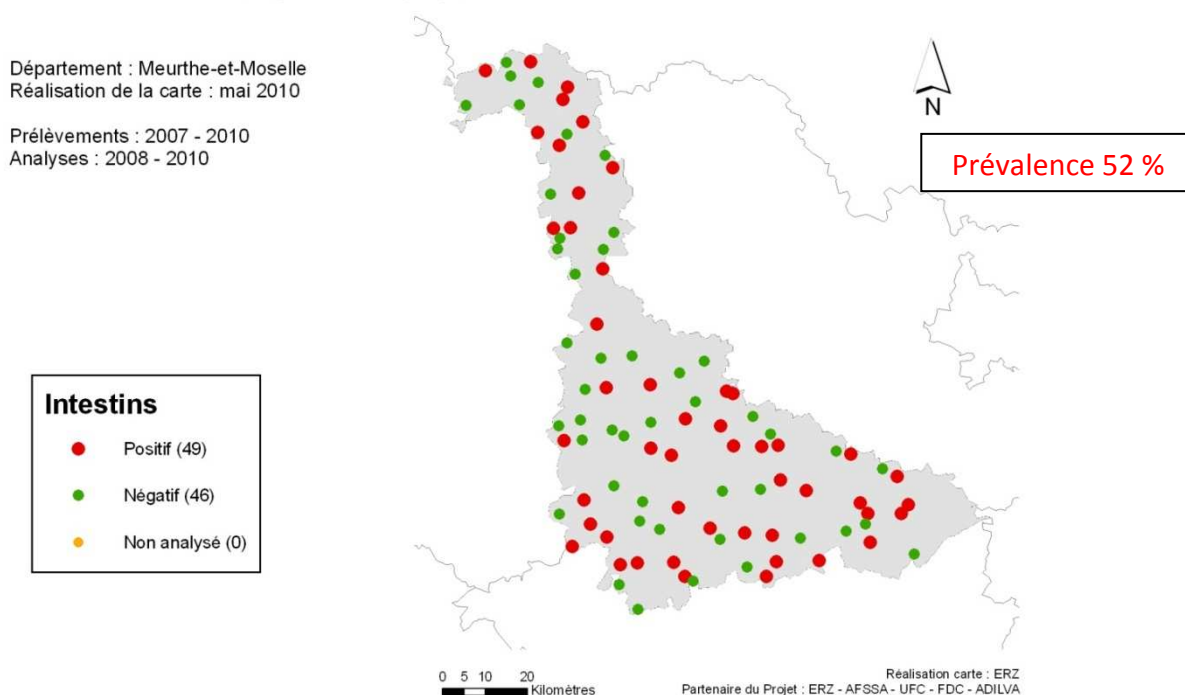 Département : Meurthe-et-Moselle
Réalisation de la carte : mai 2010
Prélèvements : 2007 - 2010
Analyses : 2008 - 2010
N
Prévalence 52 %
Intestins
Positif (49)
Négatif (46)
Non analysé (0)
0 5 10 20
Kilomètres
Réalisation carte : ERZ
Partenaire du Projet : ERZ - AFSSA - UFC - FDC - ADILVA